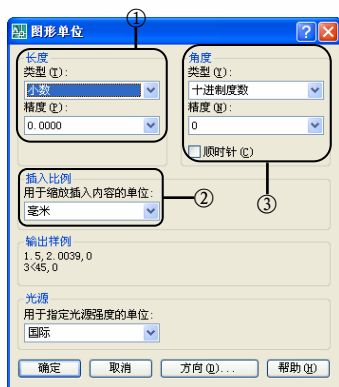 ①
图形单位
长度
类型(T):
小数
精度(P):
0.0000
角度
类型(Y):
十进制度数
精度(N):
0
顺时针(C)
③
插入比例
用于缩放插入内容的单位:
毫米
②
输出样例
1.5,2.0039,0
3<45,0
光源
用于指定光源强度的单位:
国际
确定
取消
方向(D)...
帮助(H)